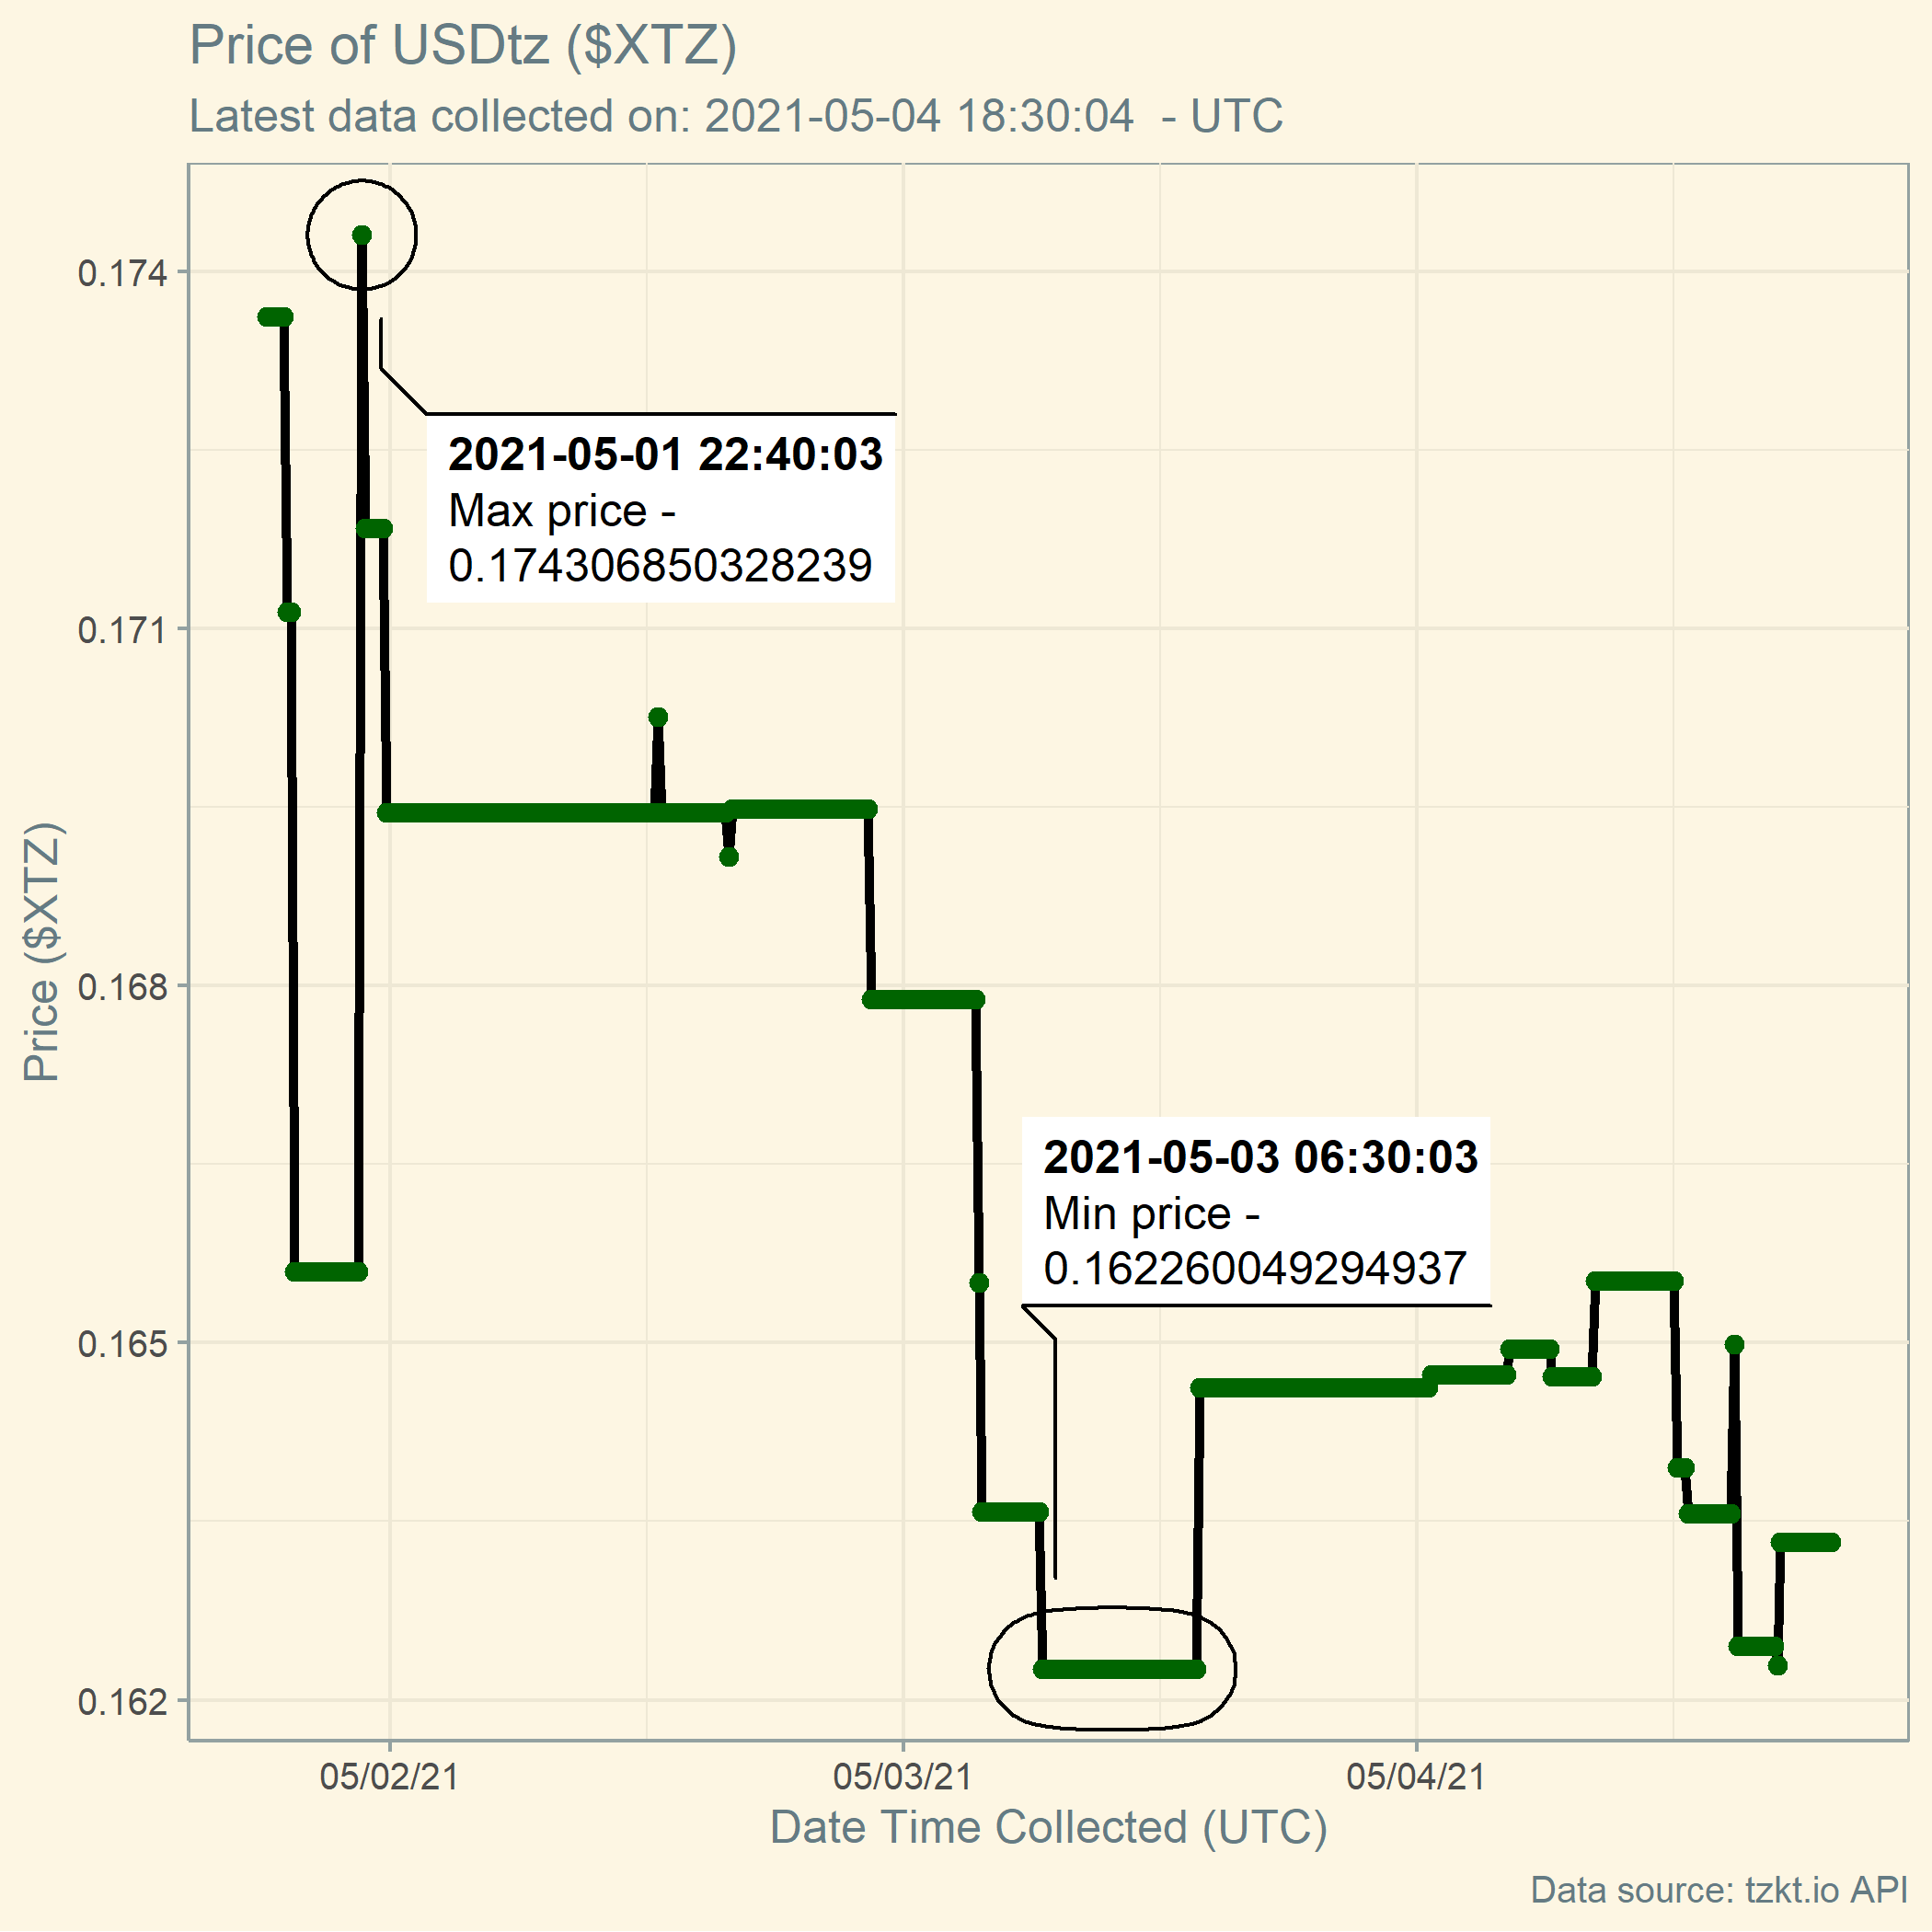 Price of USDtz ($XTZ)
Latest data collected on: 2021-05-04 18:30:04  - UTC
0.174
2021-05-01 22:40:03
Max price -
0.174306850328239
0.171
0.168
Price ($XTZ)
2021-05-03 06:30:03
Min price -
0.162260049294937
0.165
0.162
05/02/21
05/03/21
05/04/21
Date Time Collected (UTC)
Data source: tzkt.io API